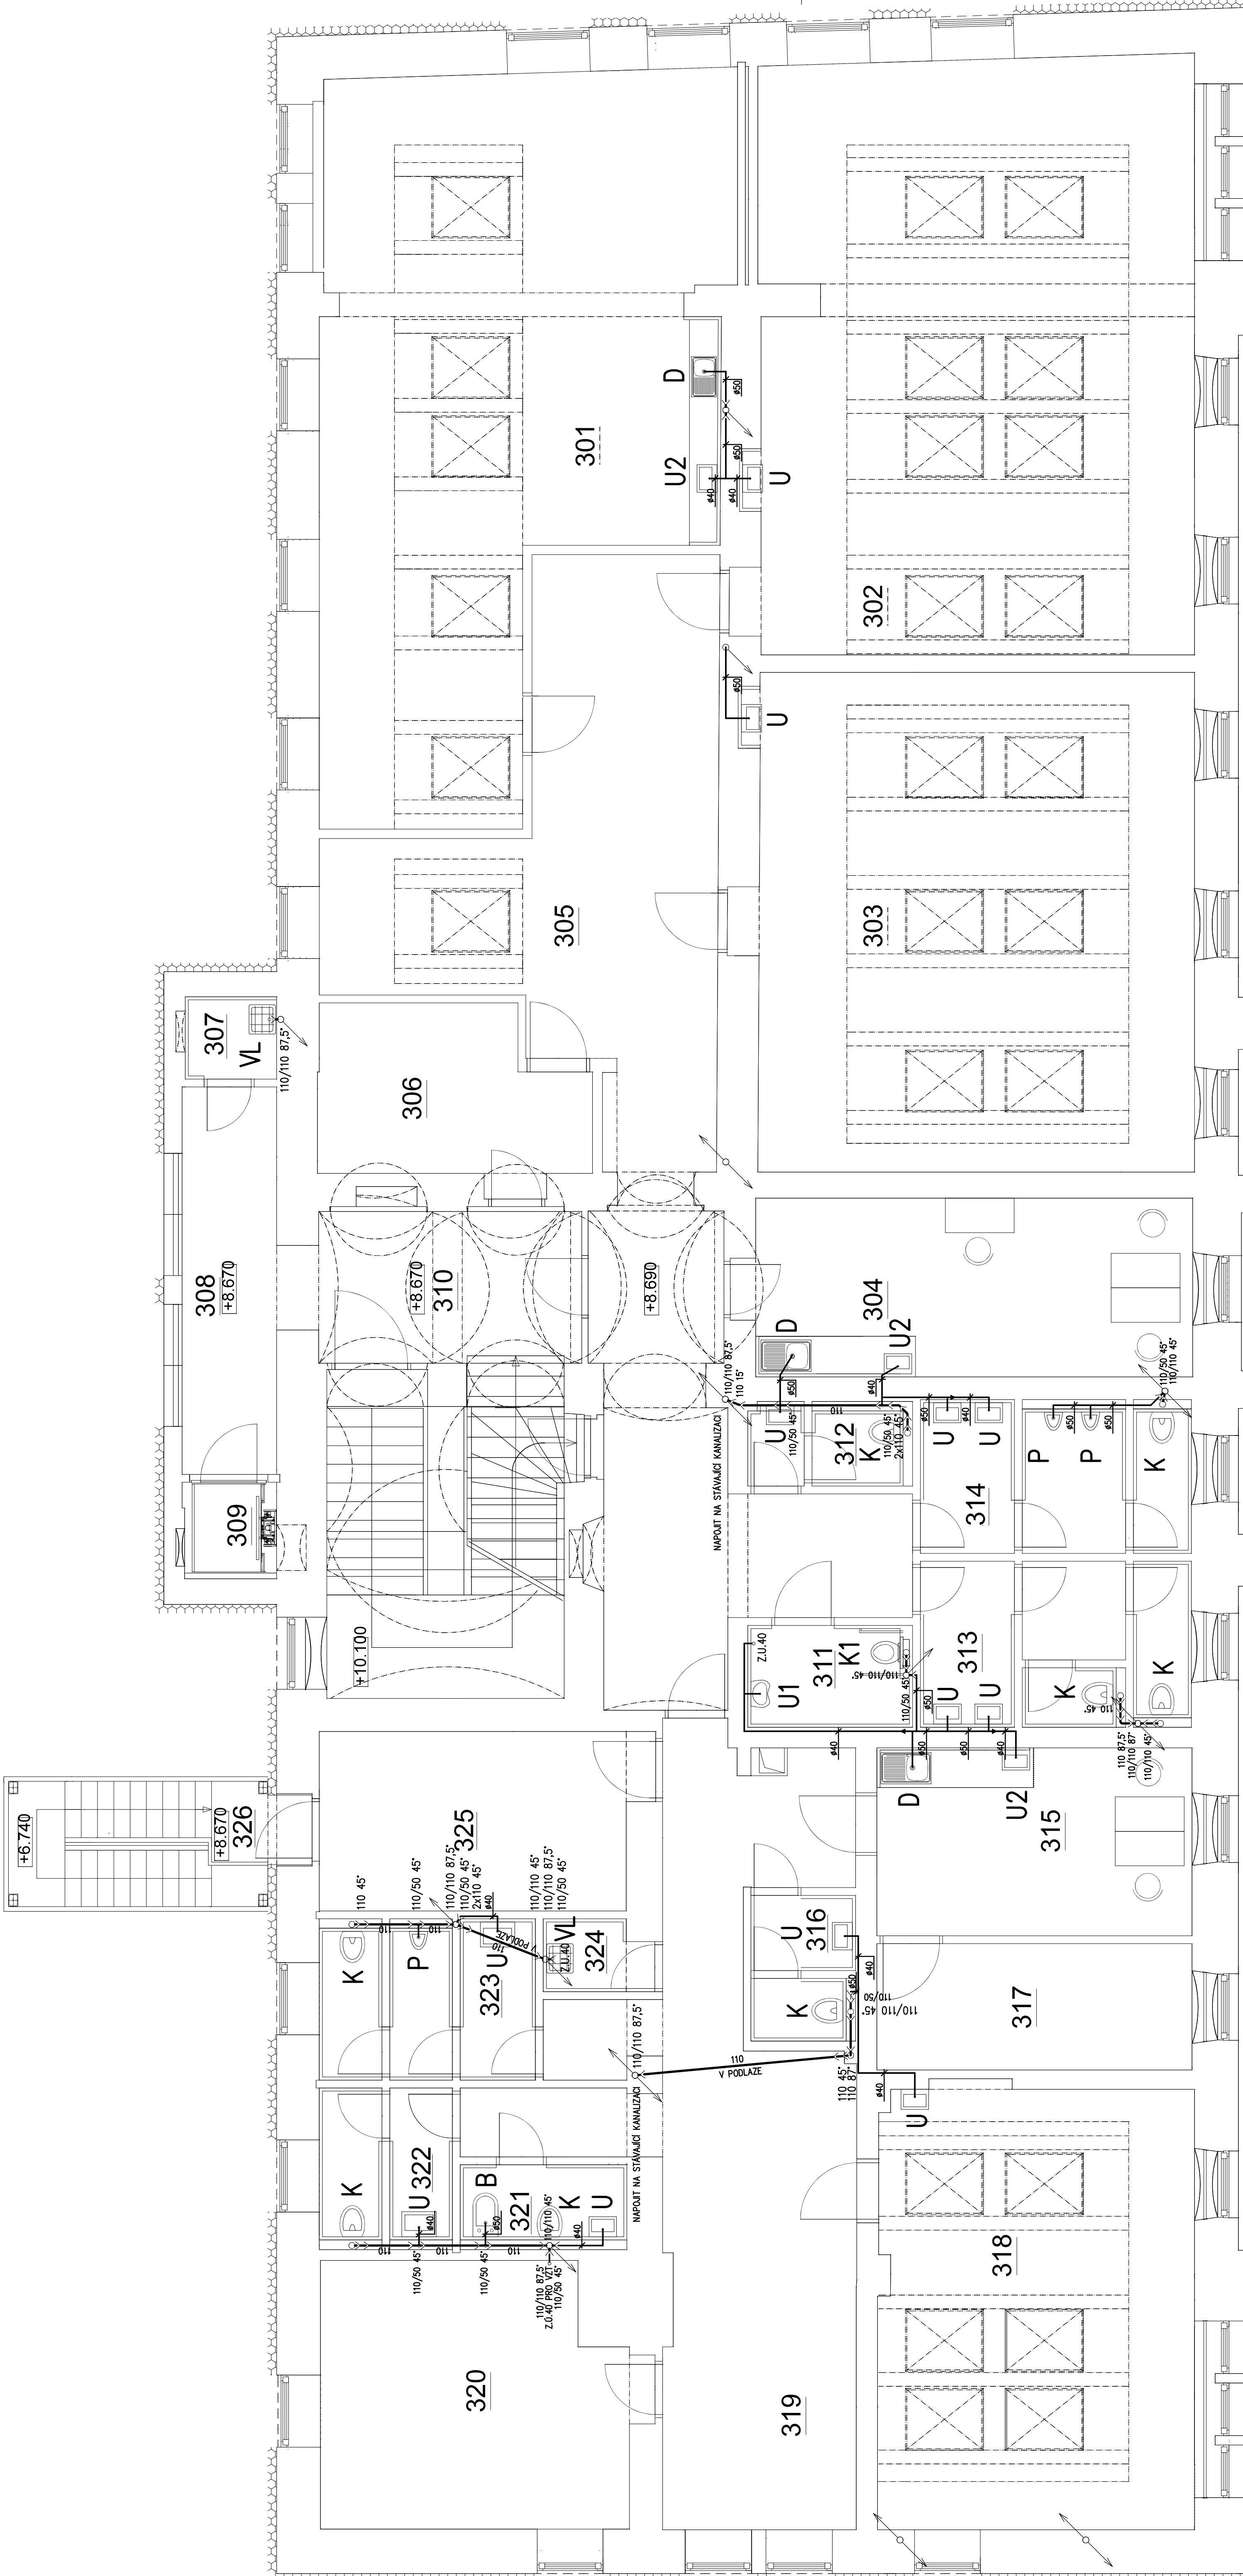 D
ø50
301
U2
ø50
ø40
ø40
U
302
ø50
U
305
303
307
VL
110/110 87,5°
306
308
+8.670
+8.670
310
+8.690
304
D
U2
110/110 87,5°
110 15°
ø50
ø40
110
U
110/50 45°
312
K
110/50 45°
2x110 45°
NAPOJIT NA STÁVAJÍCÍ KANALIZACI
ø50
ø40
U
U
314
ø50
ø50
P
P
K
110/50 45°
110/110 45°
309
+10.100
Z.U.40
311
U1
K1
110/110 45°
110/50 45°
ø50
313
U
U
K
K
110 45°
110 87,5°
110/110 87°
110/110 45°
ø40
ø50
ø50
ø40
D
U2
315
+6.740
+8.670
326
325
110 45°
110/50 45°
110/110 87,5°
110/50 45°
2x110 45°
ø40
110/110 45°
110/110 87,5°
110/50 45°
110
110
K
P
U
323
110
V PODLAZE
VL
Z.U.40
324
U
316
ø40
ø50
110/50
110/110 45°
K
317
110/110 87,5°
110
V PODLAZE
110 45°
110 87°
ø40
U
NAPOJIT NA STÁVAJÍCÍ KANALIZACI
K
U
322
ø40
B
321
ø50
K
U
110/110 45°
ø40
110
110
110
110/50 45°
110/50 45°
110/110 87,5°
Z.U.40 PRO VZT
110/50 45°
318
320
319